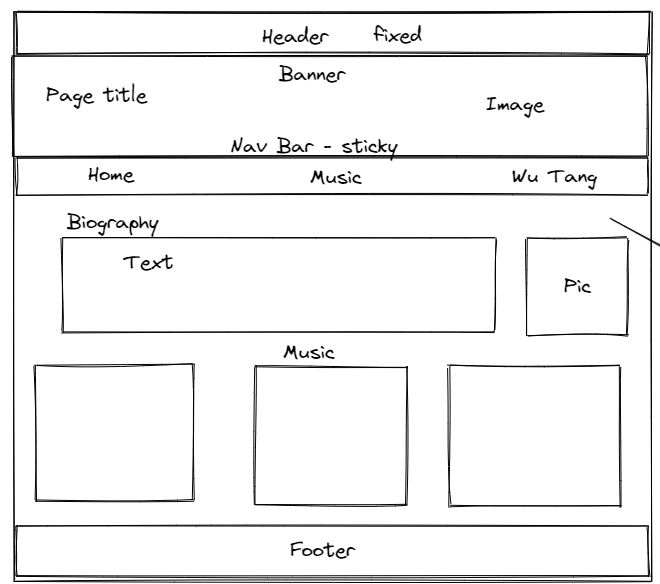 Header fixed
Banner
Page title
Image
Nav Bar - sticky
Home Music Wu Tang
Biography
Text
Pic
Music
Footer